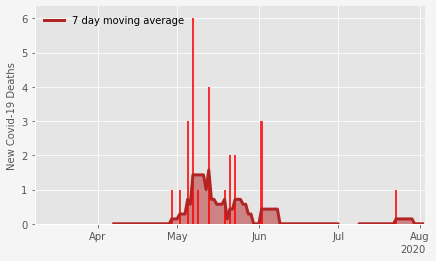 7 day moving average
New Covid-19 Deaths
6
5
4
3
2
1
0
Apr
May
Jun
Jul
Aug
2020